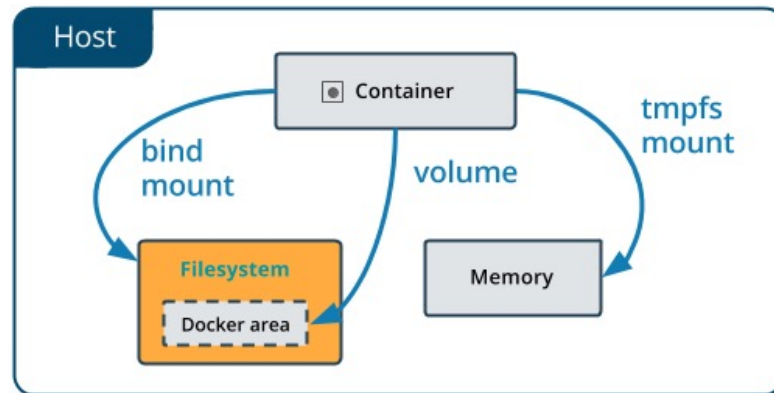 Host
Container
tmpfs
mount
bind
mount
volume
Filesystem
Memory
Docker area